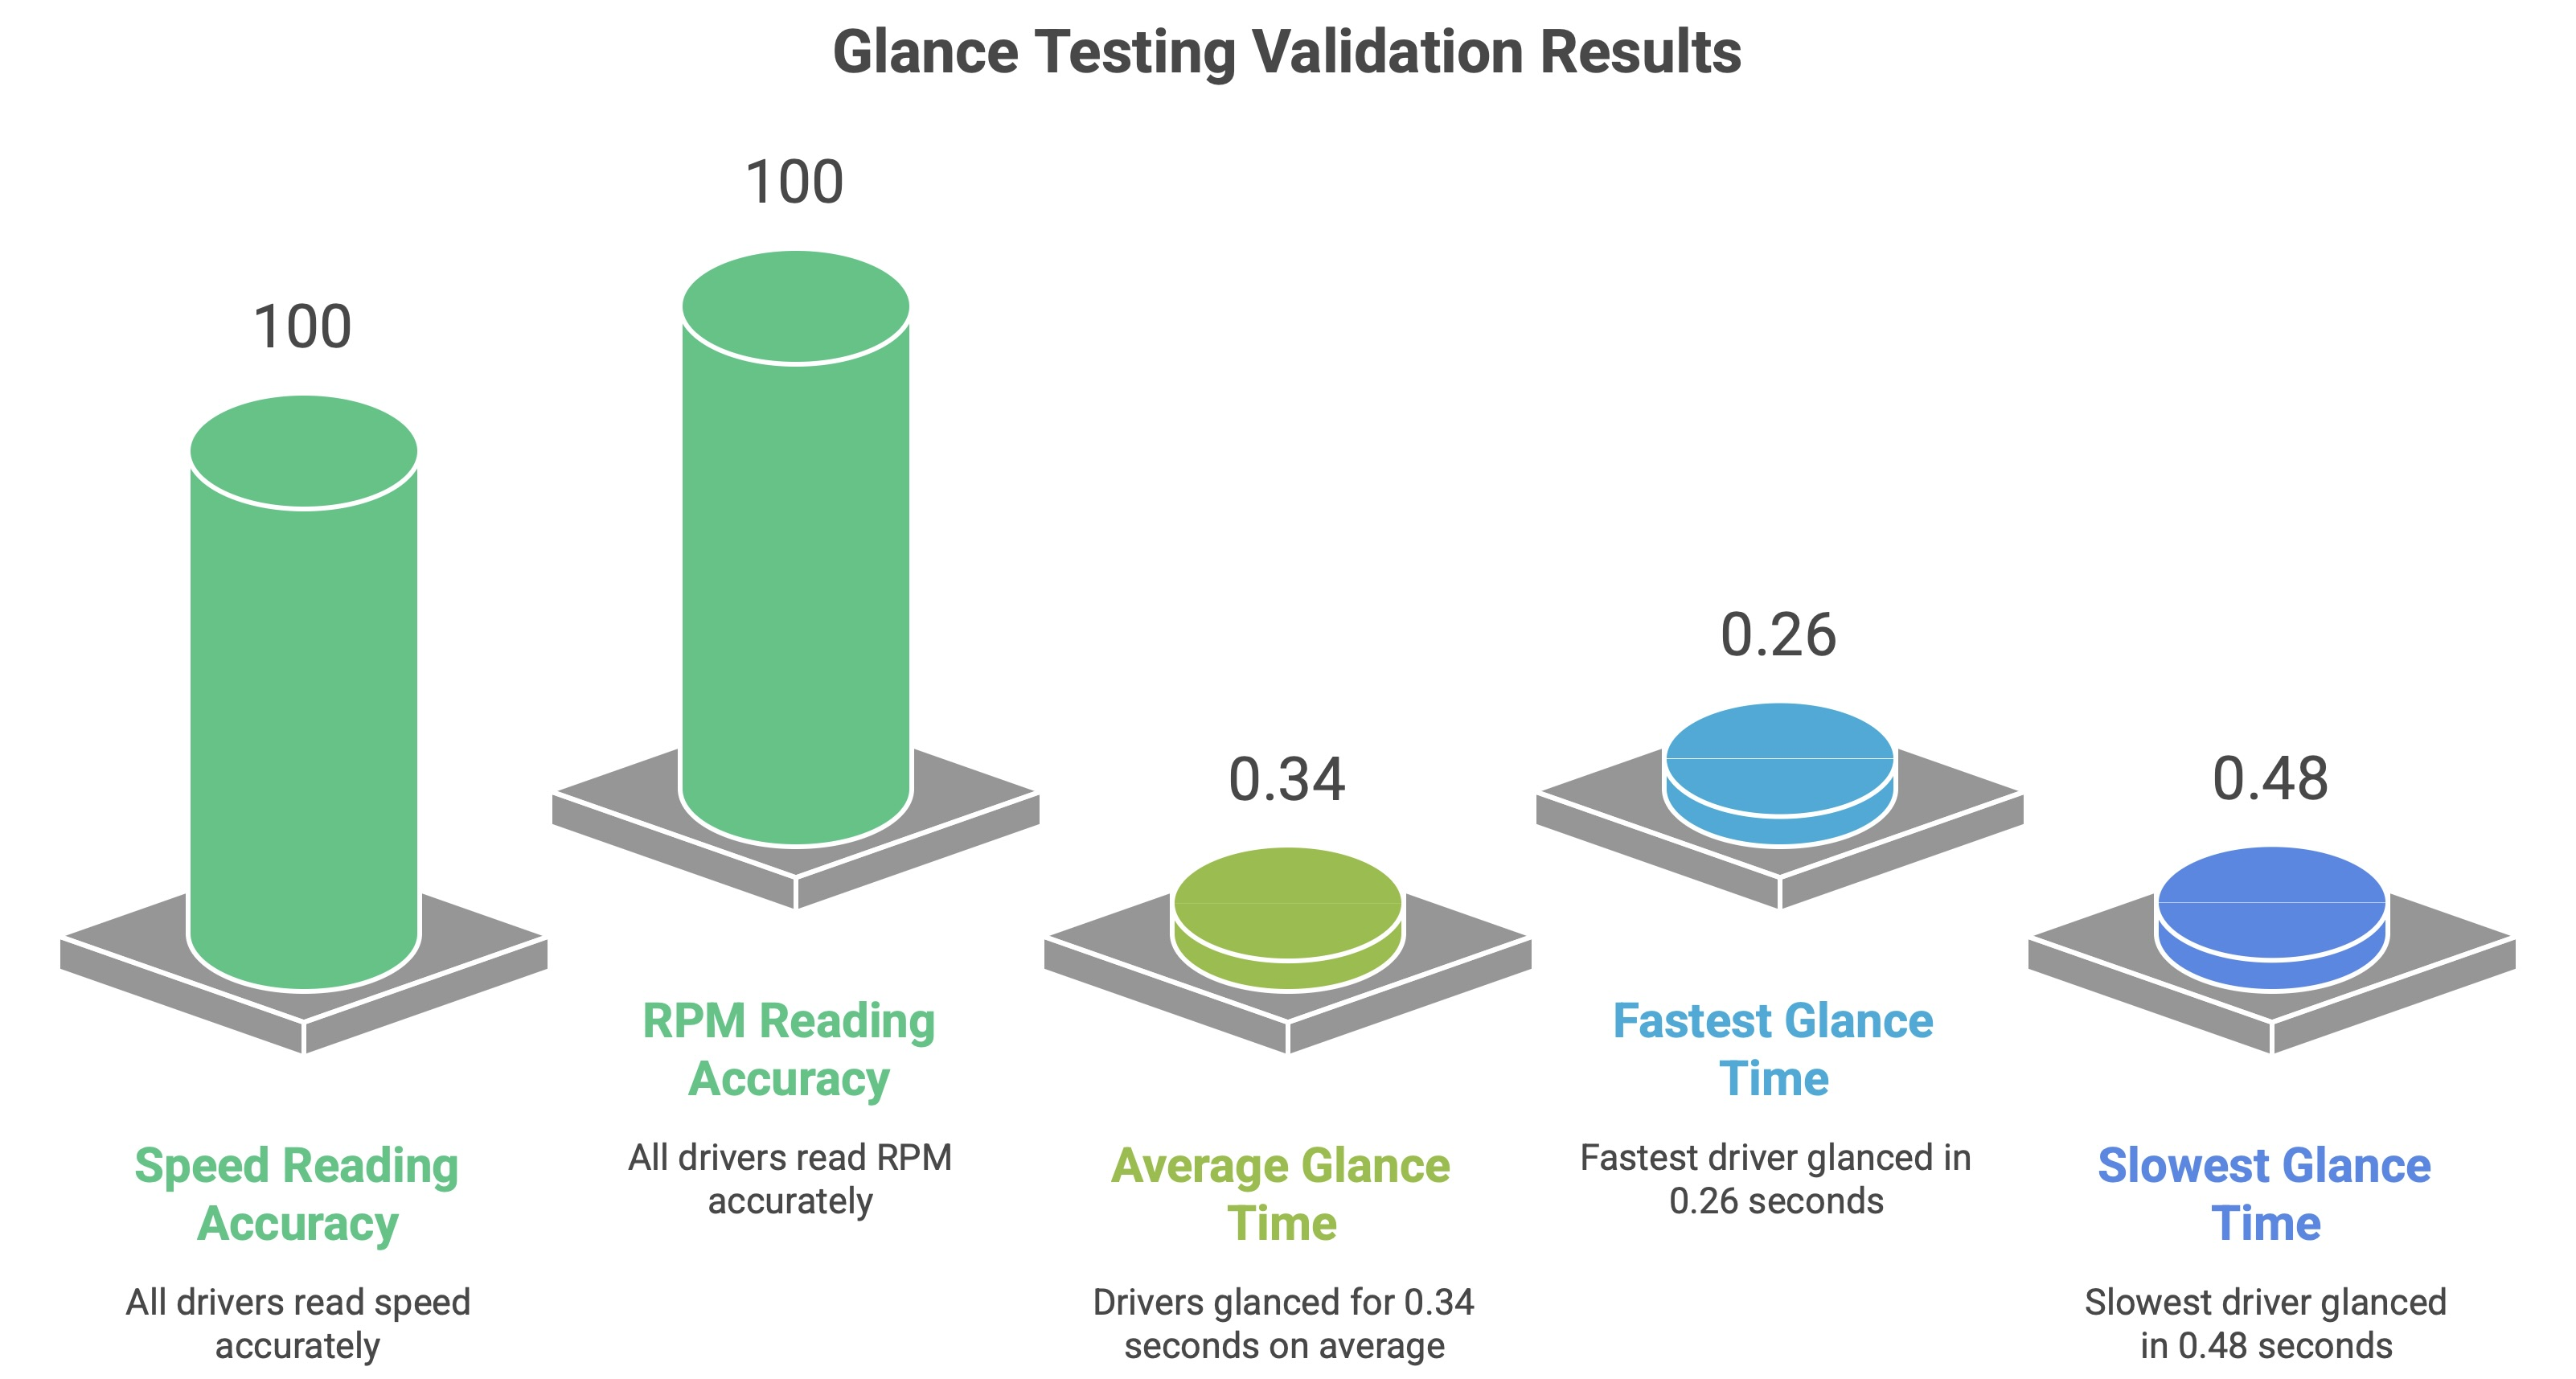 Glance Testing Validation Results
100
Speed Reading
Accuracy
All drivers read speed
accurately
100
RPM Reading
Accuracy
All drivers read RPM
accurately
0.34
Average Glance
Time
Drivers glanced for 0.34
seconds on average
0.26
Fastest Glance
Time
Fastest driver glanced in
0.26 seconds
0.48
Slowest Glance
Time
Slowest driver glanced
in 0.48 seconds